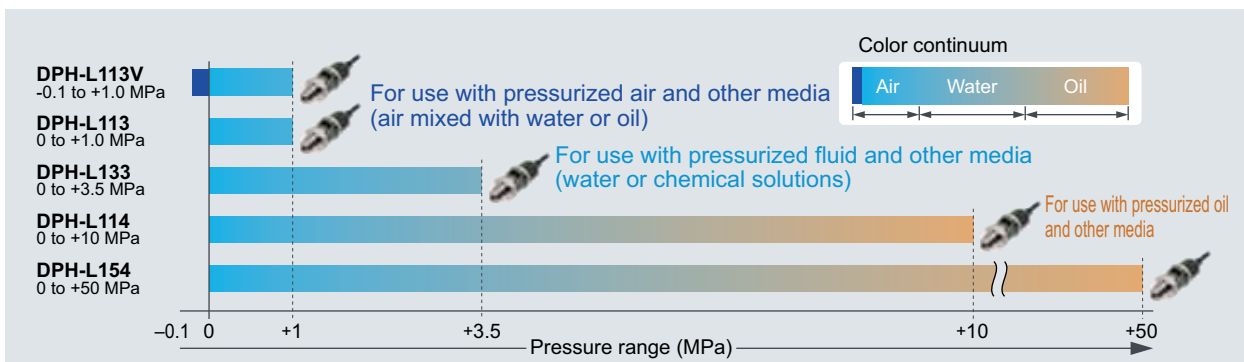 Color continuum
Air Water Oil
DPH-L113V
-0.1 to +1.0 MPa
For use with pressurized air and other media
(air mixed with water or oil)
DPH-L113
0 to +1.0 MPa
For use with pressurized fluid and other media
(water or chemical solutions)
DPH-L133
0 to +3.5 MPa
For use with pressurized oil
and other media
DPH-L114
0 to +10 MPa
DPH-L154
0 to +50 MPa
–0.1 0 +1 +3.5 +10 +50
Pressure range (MPa)